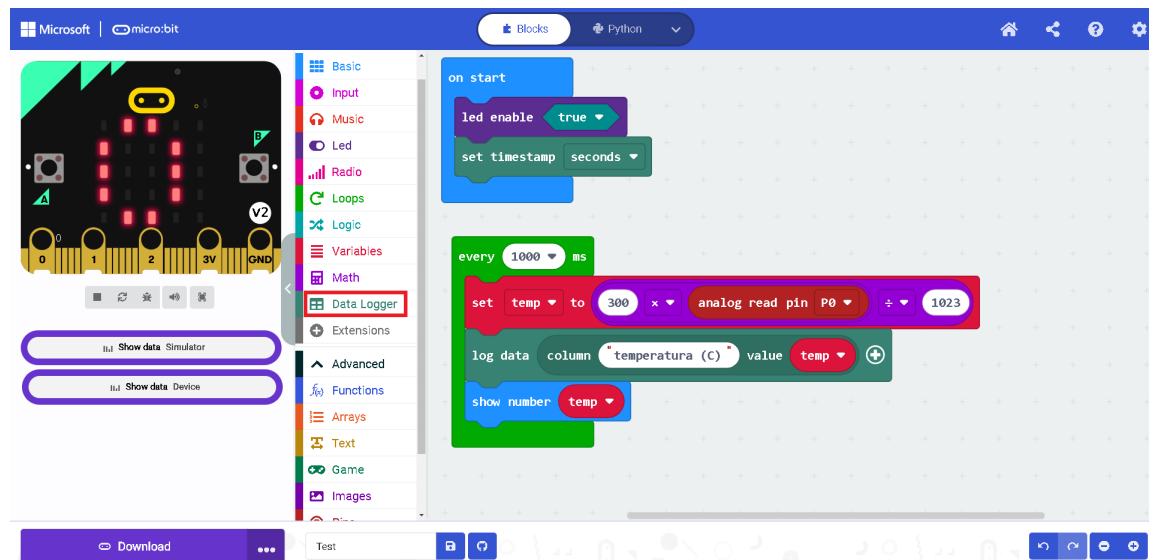 Microsoft micro:bit Blocks Python
B
A
V2
0
0 1 2 3V GND
Show data Simulator
Show data Device
Basic
Input
Music
Led
Radio
Loops
Logic
Variables
Math
Data Logger
Extensions
Advanced
Functions
Arrays
Text
Game
Images
on start
led enable true
set timestamp seconds
every 1000 ms
set temp to 300 × analog read pin P0 ÷ 1023
log data column "temperatura (C)" value temp
show number temp
Download ••• Test